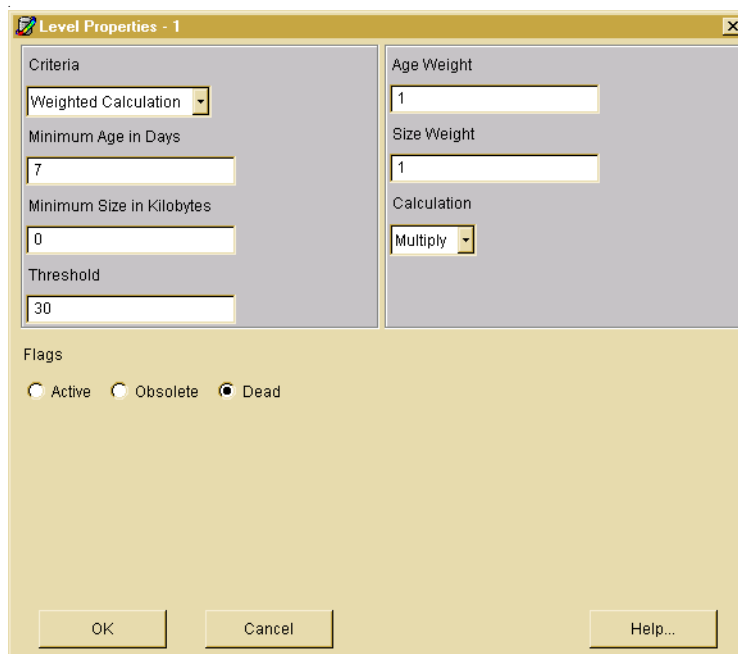 Level Properties - 1
Criteria
Weighted Calculation
Minimum Age in Days
7
Minimum Size in Kilobytes
0
Threshold
30
Age Weight
1
Size Weight
1
Calculation
Multiply
Flags
Active Obsolete Dead
OK Cancel Help...